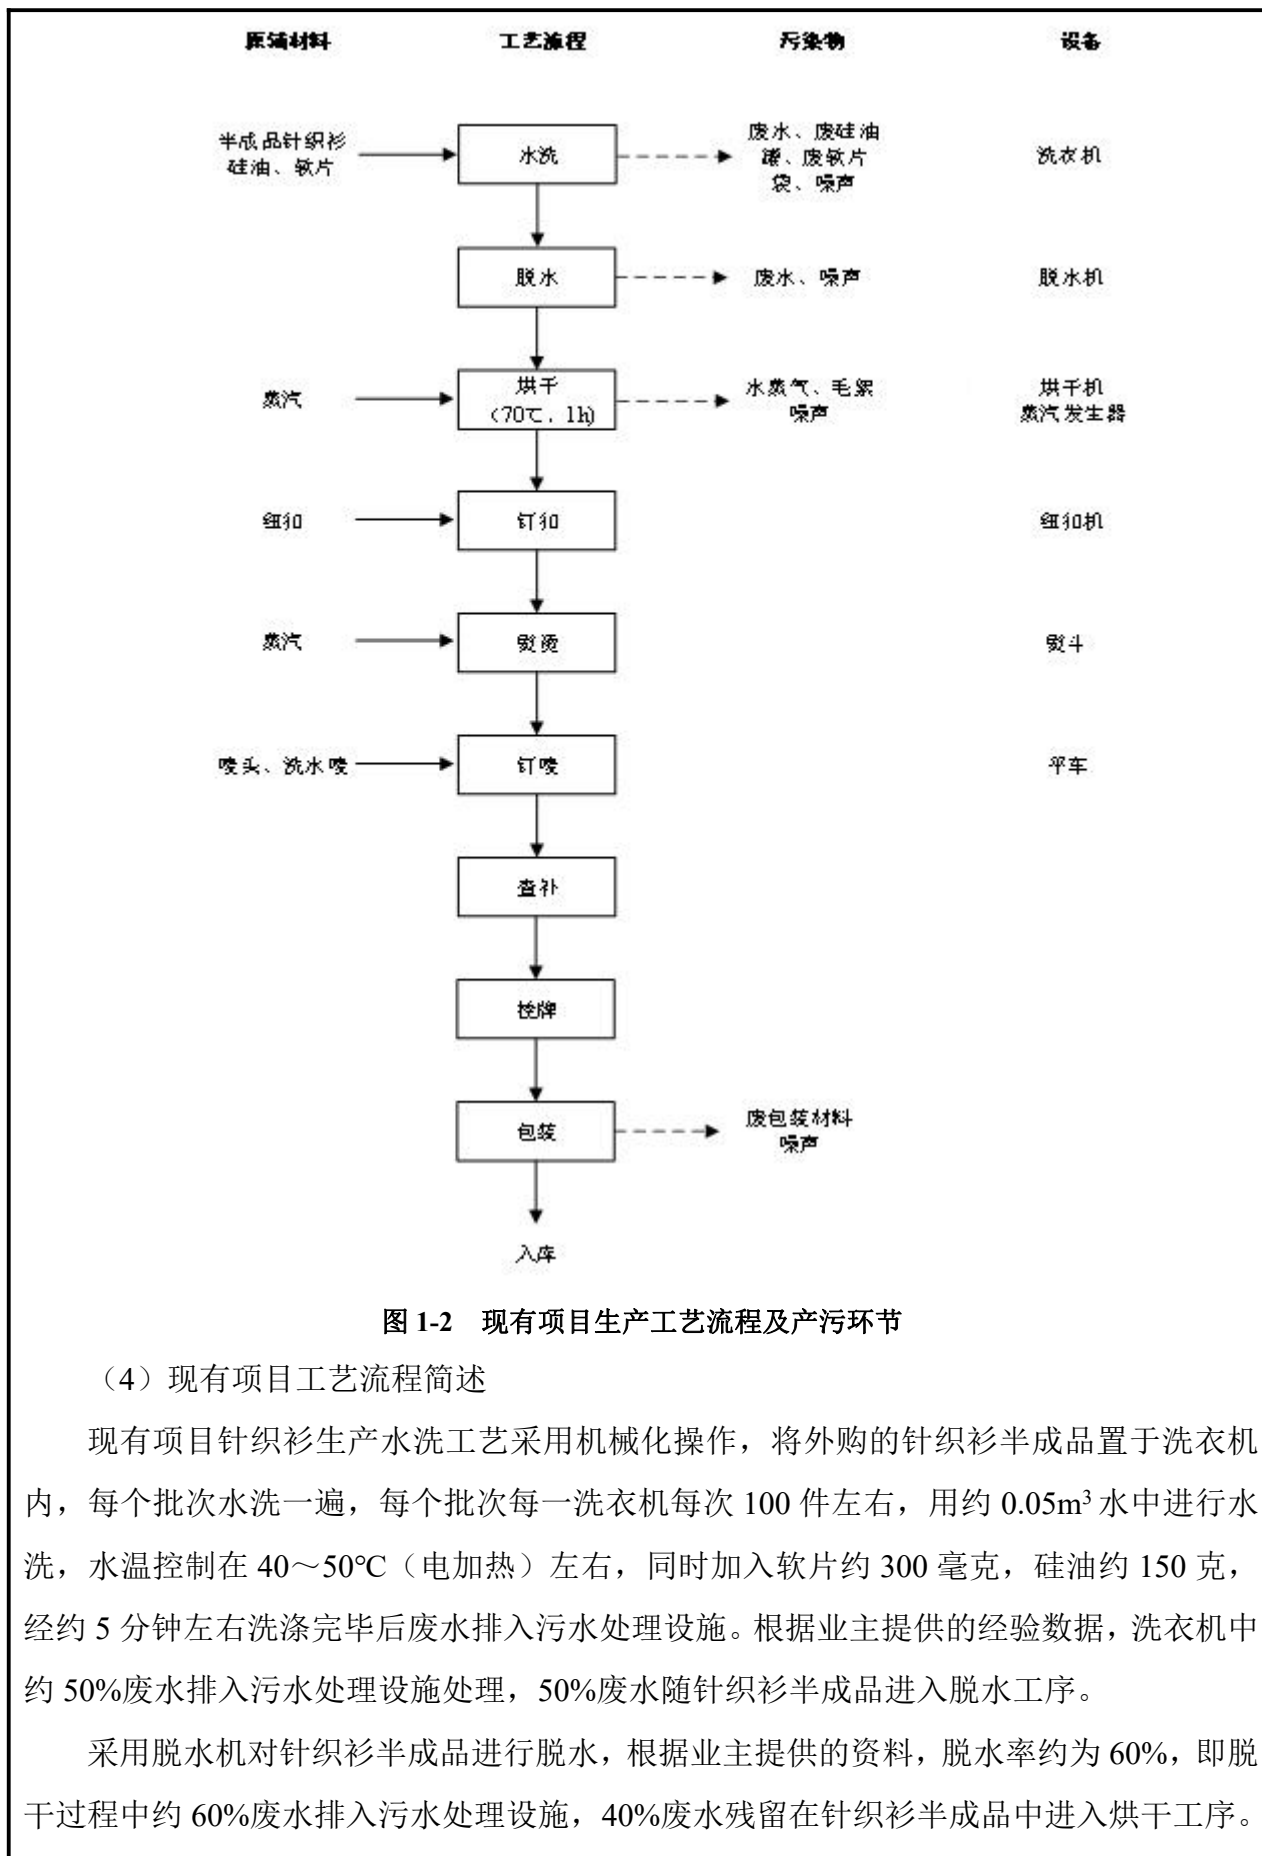 原辅材料 工艺流程 污染物 设备
半成品针织衫
硅油、软片
水洗
废水、废硅油
罐、废软片
袋、噪声
洗衣机
脱水
废水、噪声
脱水机
蒸汽
烘干
(70℃,1h)
水蒸气、毛絮
噪声
烘干机
蒸汽发生器
纽扣
钉扣
纽扣机
蒸汽
熨烫
熨斗
唛头、洗水唛
钉唛
平车
查补
挂牌
包装
废包装材料
噪声
入库
图 1-2 现有项目生产工艺流程及产污环节
(4)现有项目工艺流程简述
现有项目针织衫生产水洗工艺采用机械化操作,将外购的针织衫半成品置于洗衣机
内,每个批次水洗一遍,每个批次每一洗衣机每次 100 件左右,用约 0.05m³ 水中进行水
洗,水温控制在 40~50℃(电加热)左右,同时加入软片约 300 毫克,硅油约 150 克,
经约 5 分钟左右洗涤完毕后废水排入污水处理设施。根据业主提供的经验数据,洗衣机中
约 50%废水排入污水处理设施处理,50%废水随针织衫半成品进入脱水工序。
采用脱水机对针织衫半成品进行脱水,根据业主提供的资料,脱水率约为 60%,即脱
干过程中约 60%废水排入污水处理设施,40%废水残留在针织衫半成品中进入烘干工序。